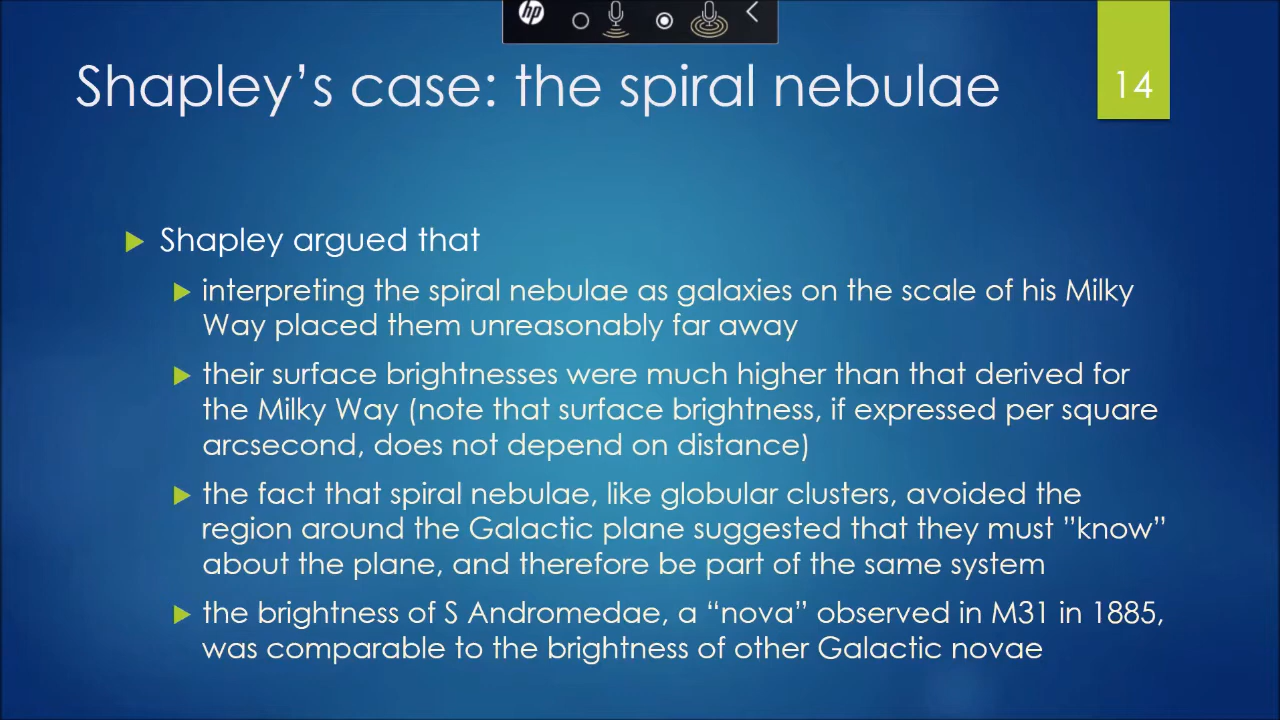 hp
Shapley’s case: the spiral nebulae
14
Shapley argued that
interpreting the spiral nebulae as galaxies on the scale of his Milky
Way placed them unreasonably far away
their surface brightnesses were much higher than that derived for
the Milky Way (note that surface brightness, if expressed per square
arcsecond, does not depend on distance)
the fact that spiral nebulae, like globular clusters, avoided the
region around the Galactic plane suggested that they must ”know”
about the plane, and therefore be part of the same system
the brightness of S Andromedae, a “nova” observed in M31 in 1885,
was comparable to the brightness of other Galactic novae